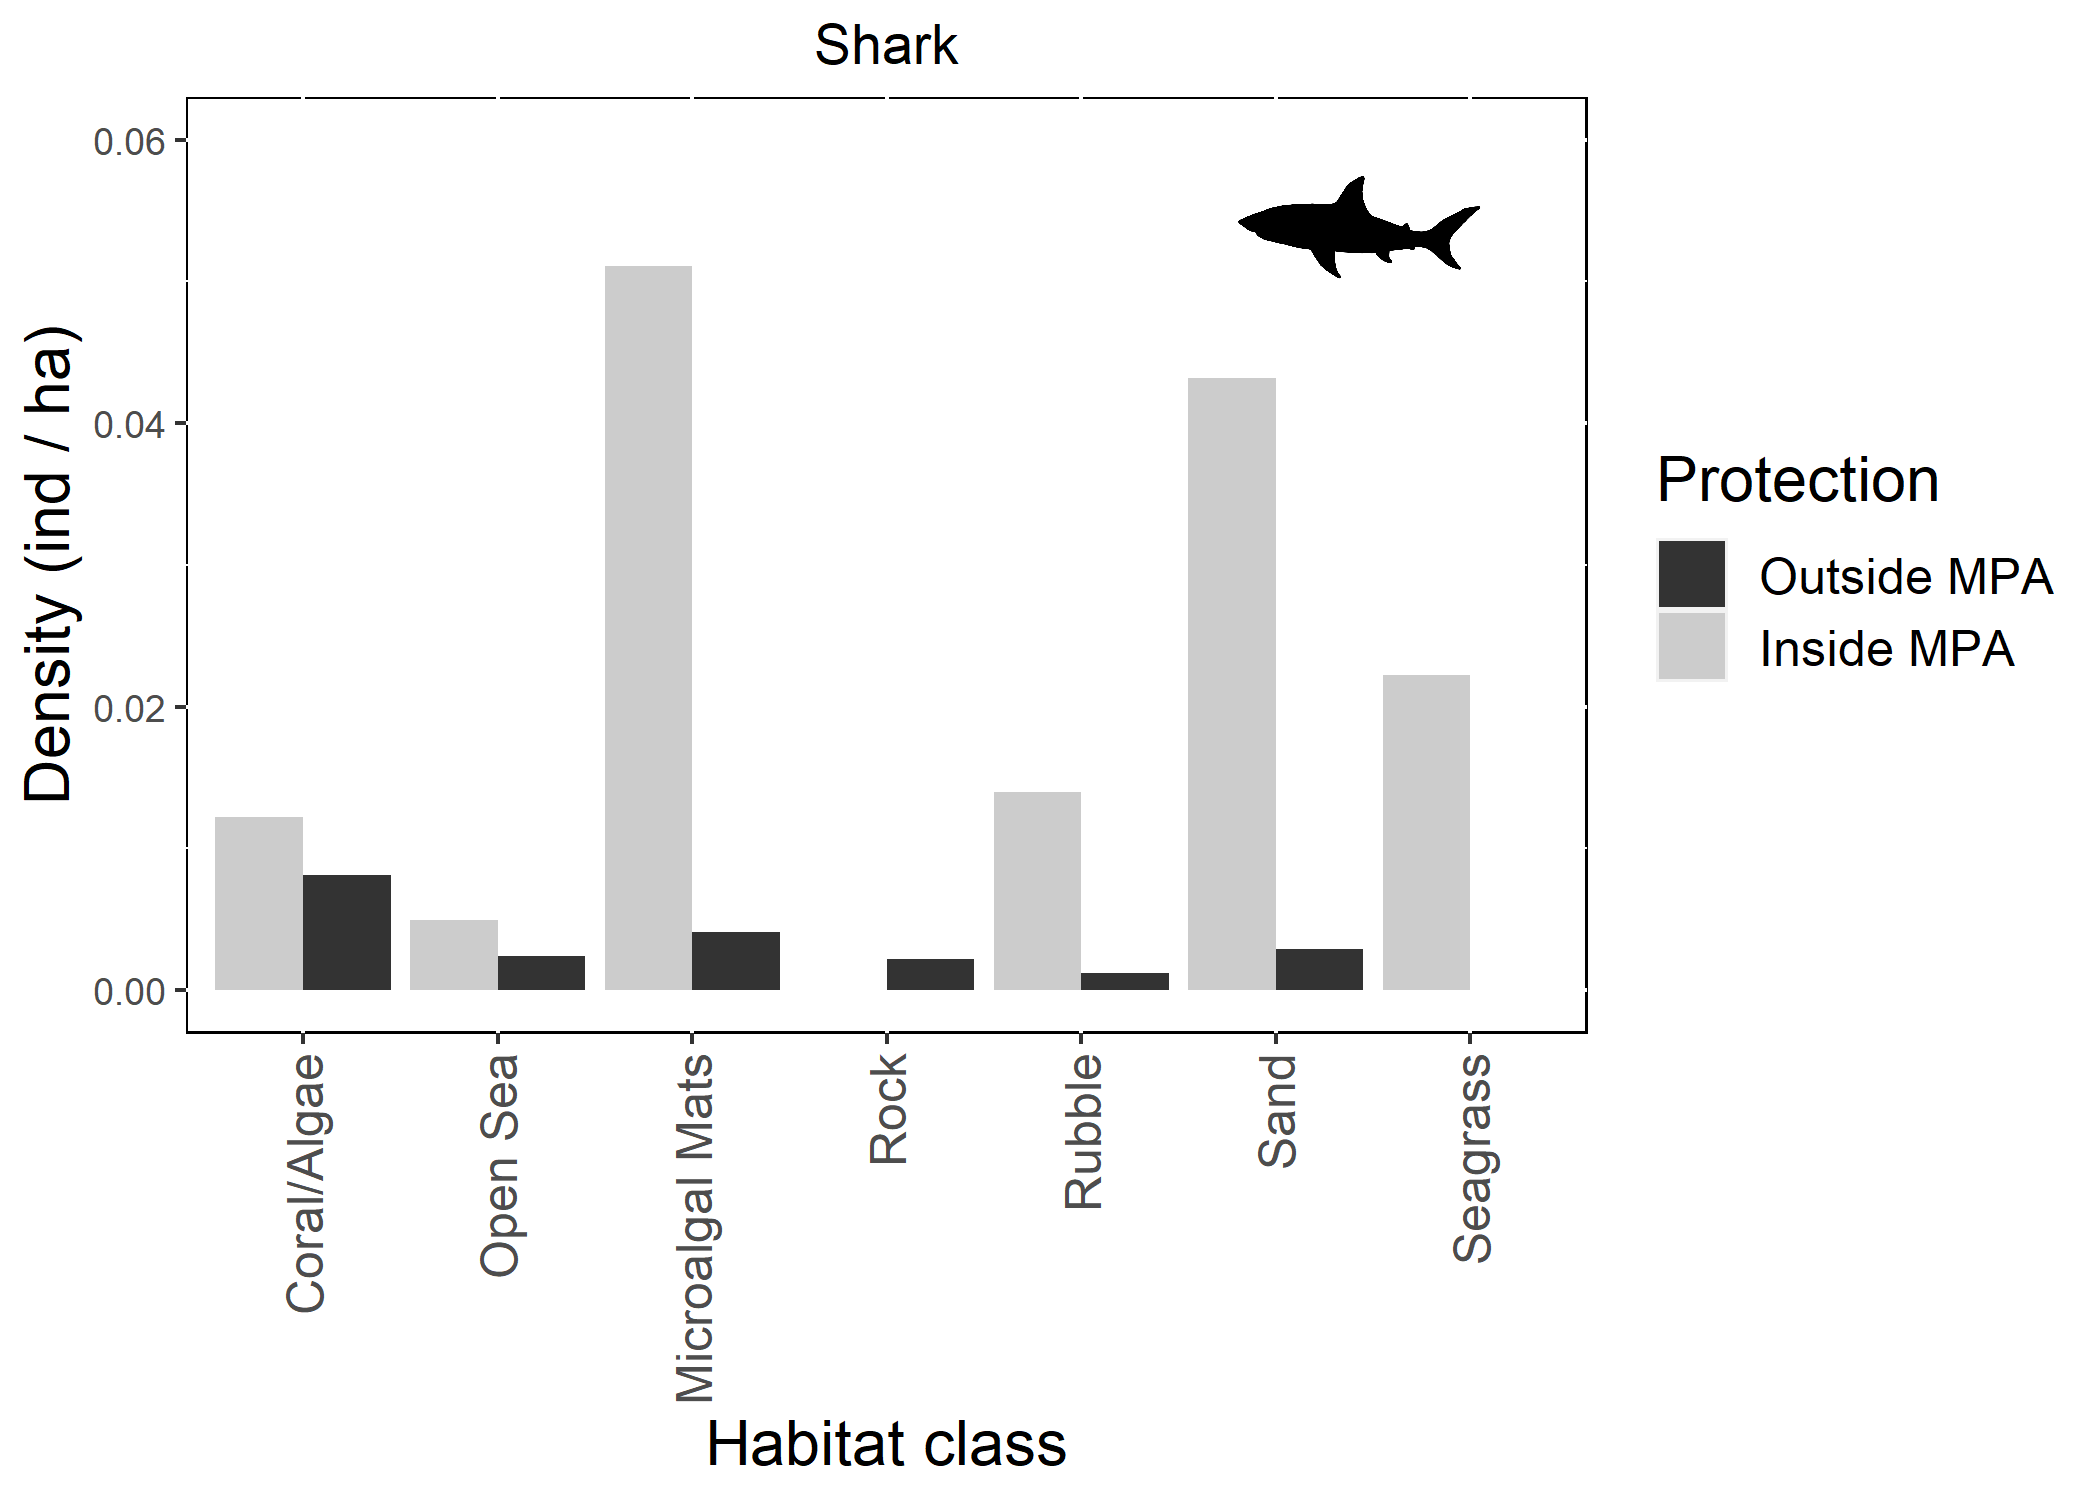 Shark
0.06
0.04
0.02
0.00
Density (ind / ha)
Coral/Algae
Open Sea
Microalgal Mats
Rock
Rubble
Sand
Seagrass
Habitat class
Protection
Outside MPA
Inside MPA